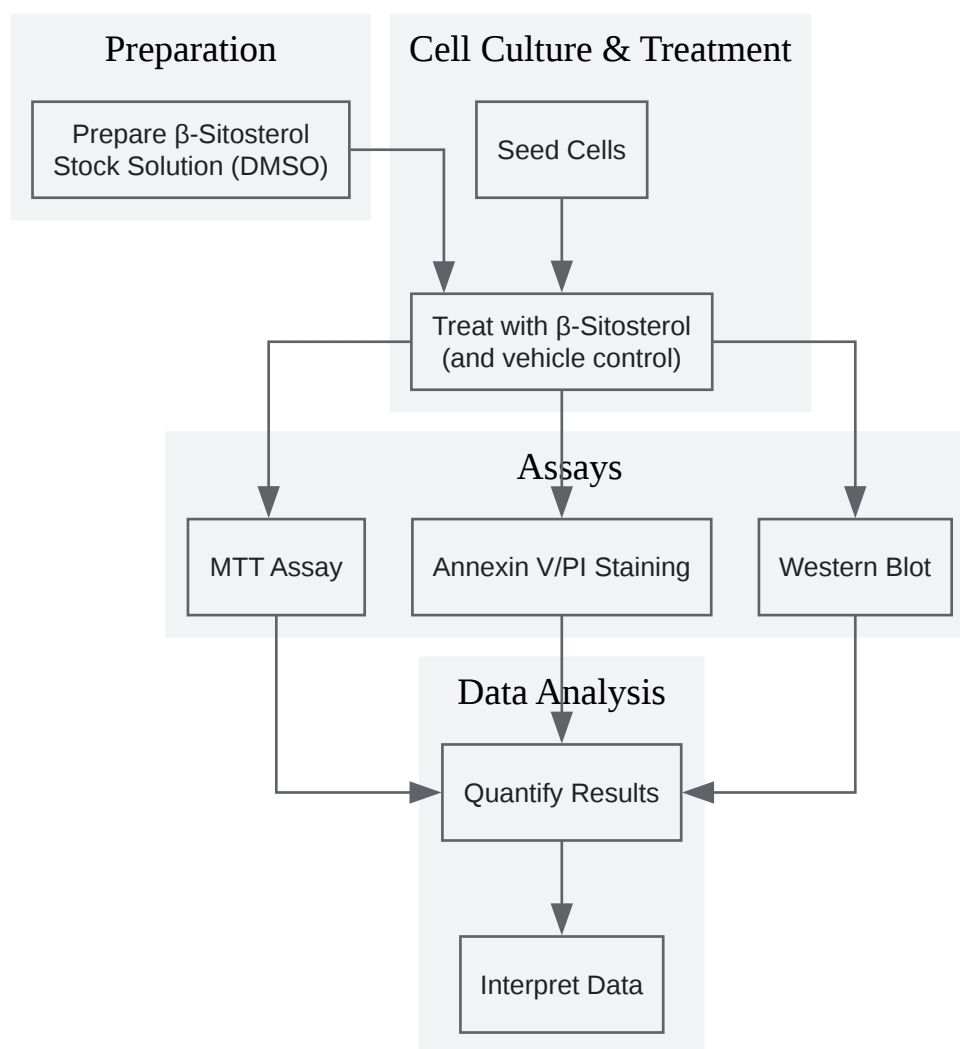 Preparation
Cell Culture & Treatment
Prepare β-Sitosterol
Stock Solution (DMSO)
Seed Cells
Treat with β-Sitosterol
(and vehicle control)
Assays
MTT Assay
Annexin V/PI Staining
Western Blot
Data Analysis
Quantify Results
Interpret Data